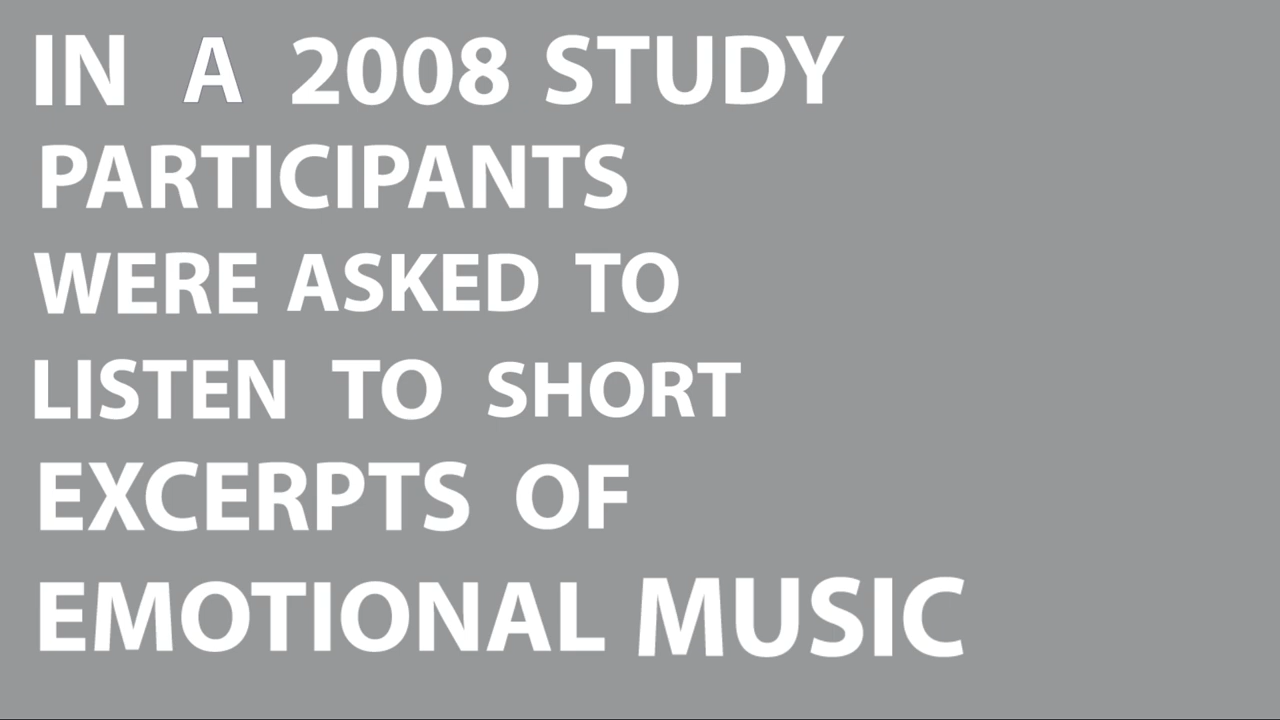 IN A 2008 STUDY
PARTICIPANTS
WERE ASKED TO
LISTEN TO SHORT
EXCERPTS OF
EMOTIONAL MUSIC